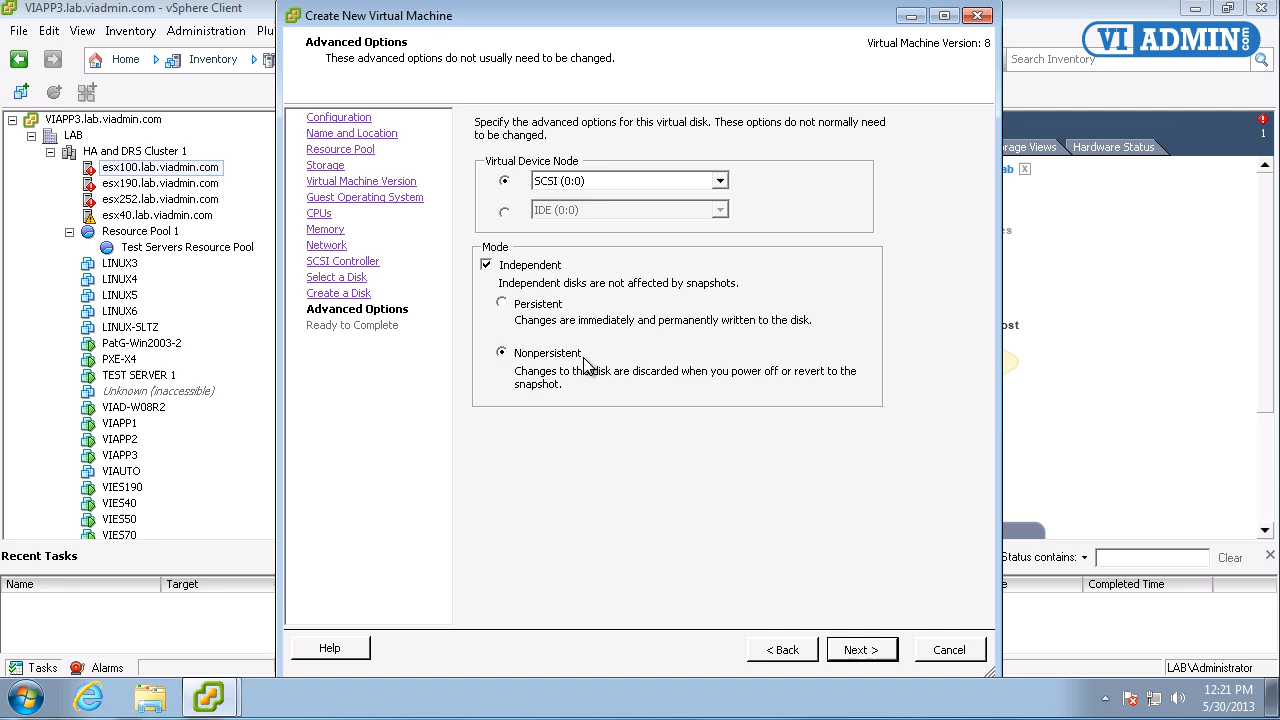 VIAPP3.lab.viadmin.com - vSphere Client
File Edit View Inventory Administration
Home Inventory
Search Inventory
VI ADMIN.com
VIAPP3.lab.viadmin.com
LAB
HA and DRS Cluster 1
esx100.lab.viadmin.com
esx190.lab.viadmin.com
esx252.lab.viadmin.com
esx40.lab.viadmin.com
Resource Pool 1
Test Servers Resource Pool
LINUX3
LINUX4
LINUX5
LINUX6
LINUX-SLTZ
PatG-Win2003-2
PXE-X4
TEST SERVER 1
Unknown (inaccessible)
VIAD-W08R2
VIAPP1
VIAPP2
VIAPP3
VIAUTO
VIES190
VIES40
VIES50
VIES70
Create New Virtual Machine
Advanced Options
These advanced options do not usually need to be changed.
Virtual Machine Version: 8
Configuration
Name and Location
Resource Pool
Storage
Virtual Machine Version
Guest Operating System
CPUs
Memory
Network
SCSI Controller
Select a Disk
Create a Disk
Advanced Options
Ready to Complete
Specify the advanced options for this virtual disk. These options do not normally need
to be changed.
Virtual Device Node
SCSI (0:0)
IDE (0:0)
Mode
Independent
Independent disks are not affected by snapshots.
Persistent
Changes are immediately and permanently written to the disk.
Nonpersistent
Changes to the disk are discarded when you power off or revert to the
snapshot.
Help
< Back
Next >
Cancel
1
Views Hardware Status
X
Recent Tasks
Status contains:
Clear
Name Target
Completed Time
Tasks Alarms
LAB\Administrator
12:21 PM
5/30/2013